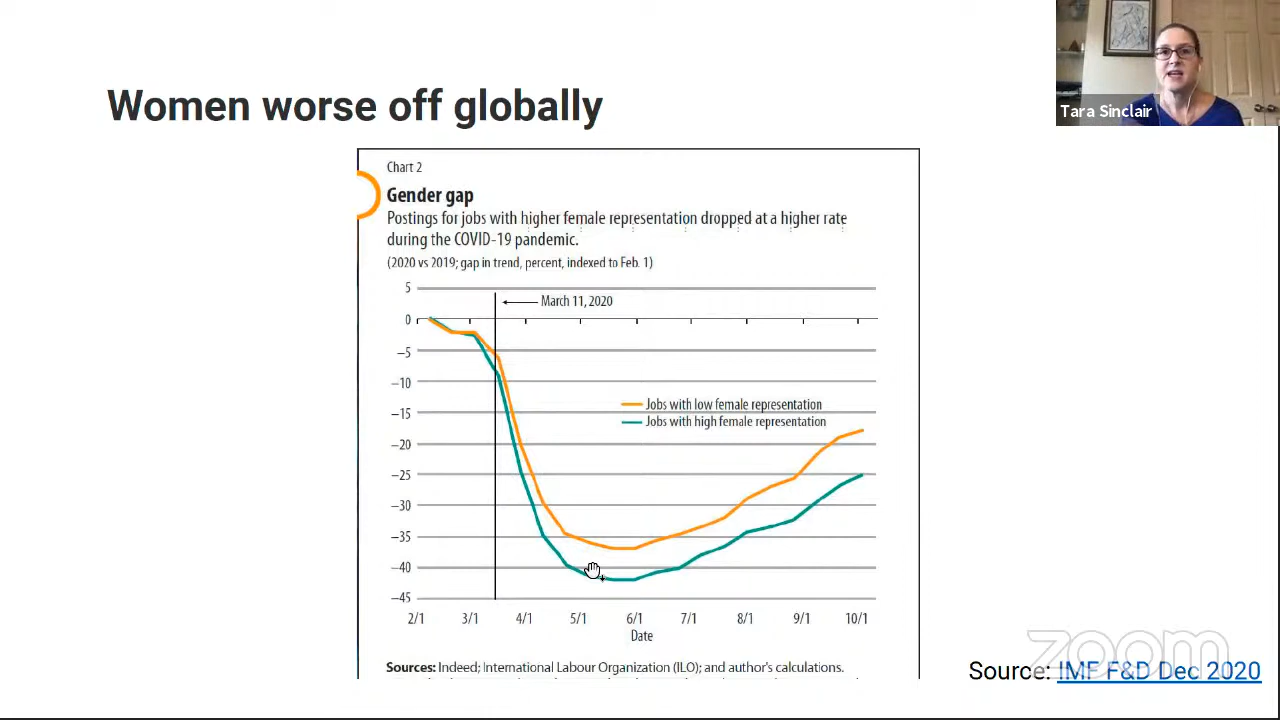 Women worse off globally
Tara Sinclair
Chart 2
Gender gap
Postings for jobs with higher female representation dropped at a higher rate
during the COVID-19 pandemic.
(2020 vs 2019; gap in trend, percent, indexed to Feb. 1)
5
March 11, 2020
0
–5
–10
Jobs with low female representation
–15
Jobs with high female representation
–20
–25
–30
–35
–40
–45
2/1 3/1 4/1 5/1 6/1 7/1 8/1 9/1 10/1
Date
Sources: Indeed; International Labour Organization (ILO); and author's calculations.
zoom
Source: IMF F&D Dec 2020